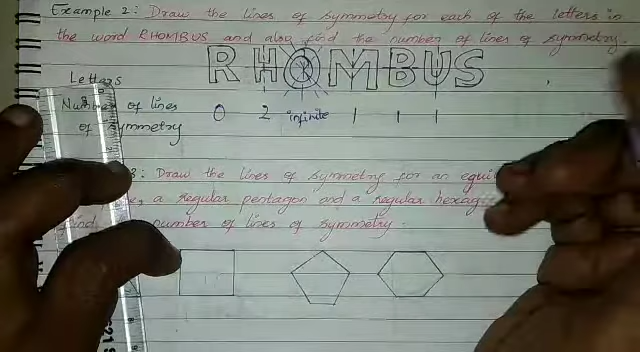 Example 2: Draw the lines of symmetry for each of the letters in
the word RHOMBUS and also find the number of lines of symmetry.
Letters RHOMBUS
Number of lines 0 2 infinite 1 1 1
of symmetry
3: Draw the lines of symmetry for an equi
a regular pentagon and a regular hexag
find number of lines of symmetry.